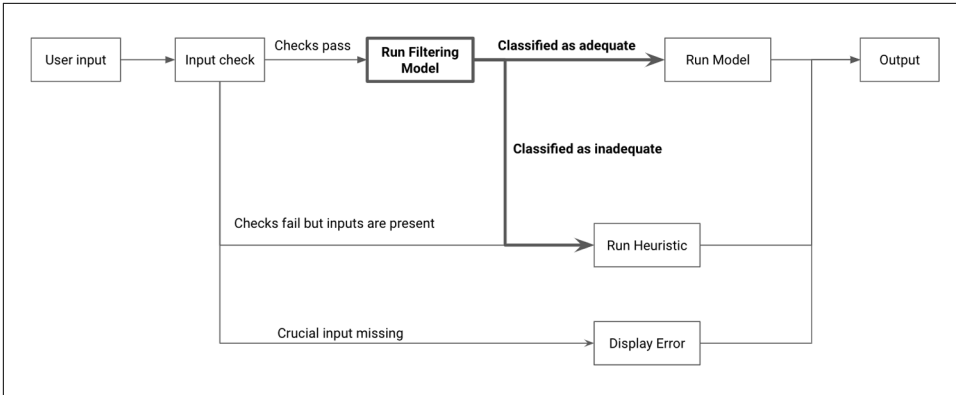 User input
Input check
Checks pass
Run Filtering
Model
Classified as adequate
Run Model
Output
Classified as inadequate
Checks fail but inputs are present
Run Heuristic
Crucial input missing
Display Error